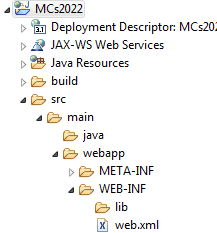 MCs2022
Deployment Descriptor: MCs202
JAX-WS Web Services
Java Resources
build
src
main
java
webapp
META-INF
WEB-INF
lib
web.xml